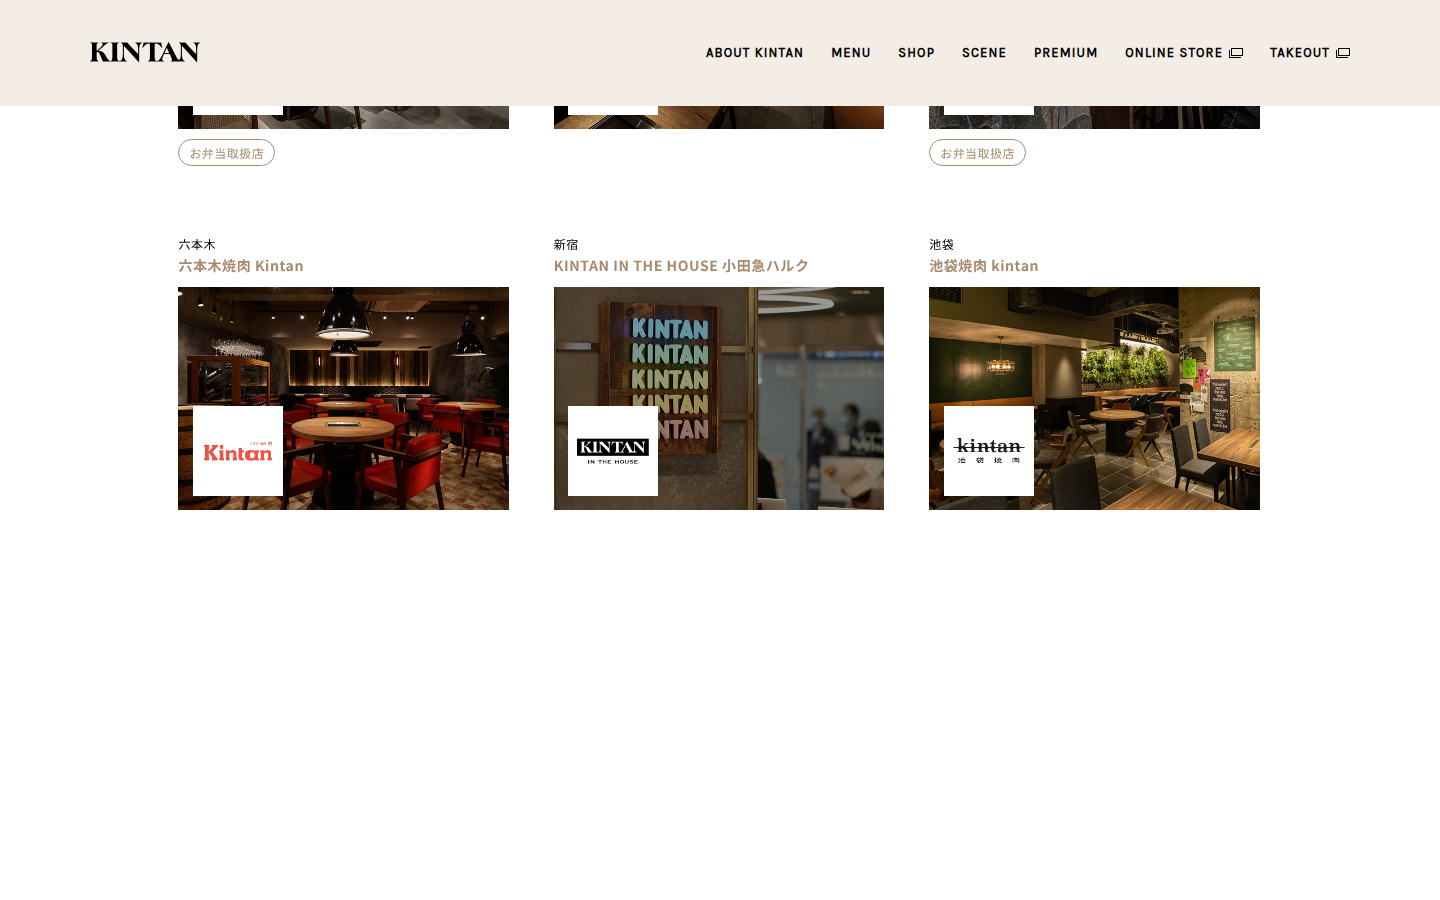 KINTAN
ABOUT KINTAN MENU SHOP SCENE PREMIUM ONLINE STORE TAKEOUT
お弁当取扱店
お弁当取扱店
六本木
六本木焼肉 Kintan
新宿
KINTAN IN THE HOUSE 小田急ハルク
池袋
池袋焼肉 kintan
Kintan
KINTAN
KINTAN
KINTAN
KINTAN
NTAN
KINTAN
IN THE HOUSE
kintan
池袋焼肉